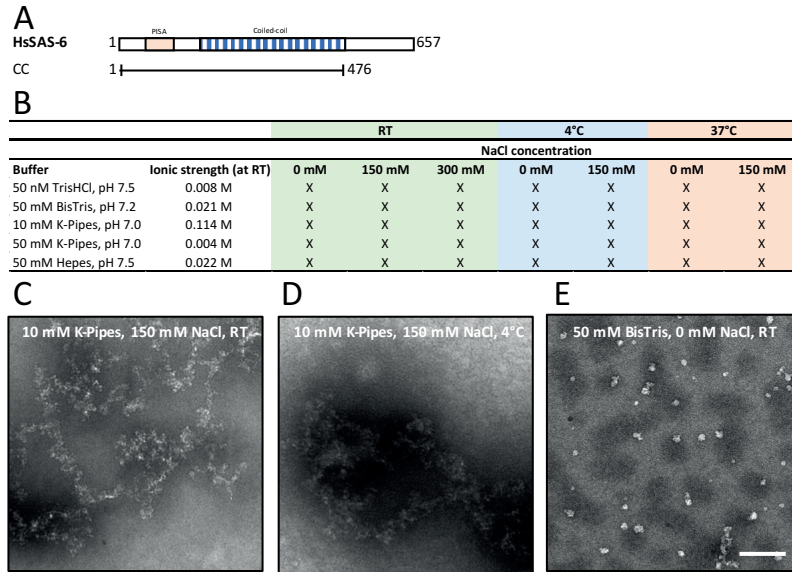 A
PISA
Coiled-coil
HsSAS-6 1 657
CC 1 476
B
RT 4°C 37°C
NaCl concentration
Buffer Ionic strength (at RT) 0 mM 150 mM 300 mM 0 mM 150 mM 0 mM 150 mM
50 nM TrisHCl, pH 7.5 0.008 M X X X X X X X
50 mM BisTris, pH 7.2 0.021 M X X X X X X X
10 mM K-Pipes, pH 7.0 0.114 M X X X X X X X
50 mM K-Pipes, pH 7.0 0.004 M X X X X X X X
50 mM Hepes, pH 7.5 0.022 M X X X X X X X
C D E
10 mM K-Pipes, 150 mM NaCl, RT
10 mM K-Pipes, 150 mM NaCl, 4°C
50 mM BisTris, 0 mM NaCl, RT